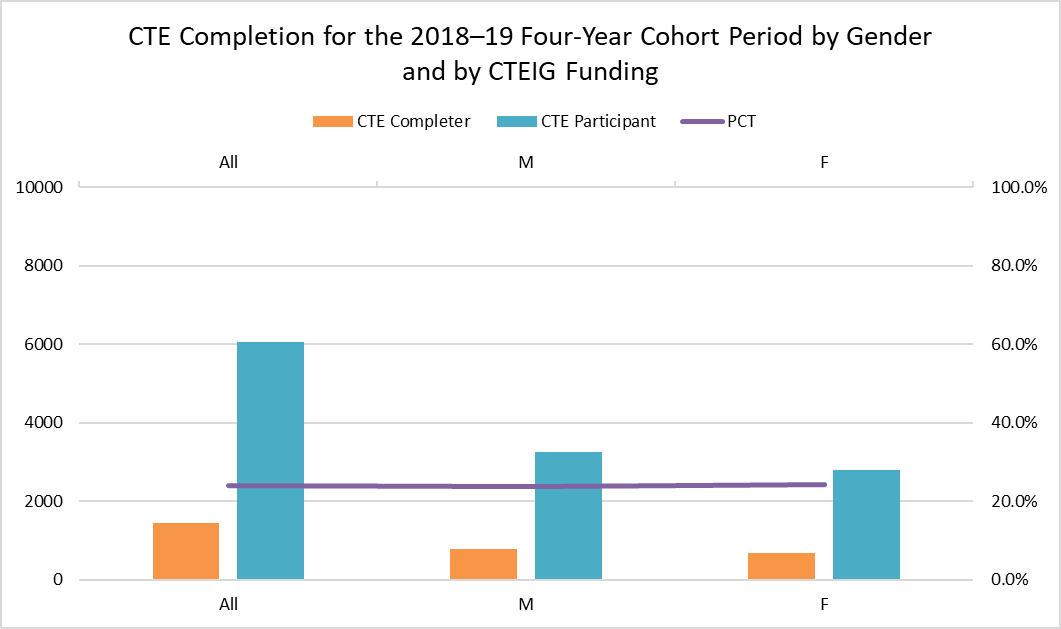 CTE Completion for the 2018–19 Four-Year Cohort Period by Gender
and by CTEIG Funding
CTE Completer CTE Participant PCT
All M F
10000 100.0%
8000 80.0%
6000 60.0%
4000 40.0%
2000 20.0%
0 0.0%
All M F